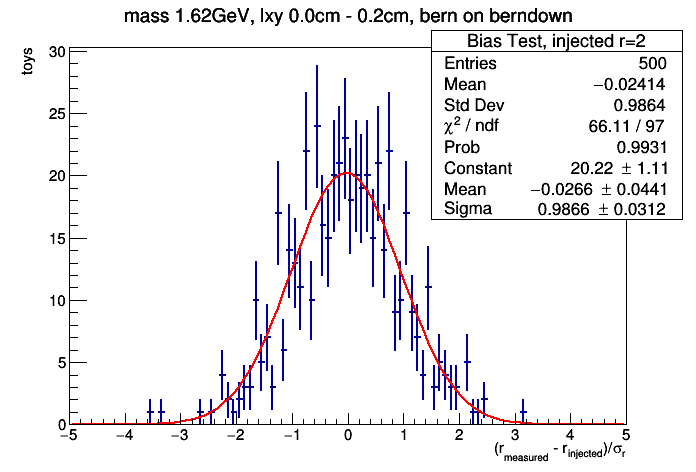 mass 1.62GeV, lxy 0.0cm - 0.2cm, bern on berndown
Bias Test, injected r=2
Entries 500
Mean −0.02414
Std Dev 0.9864
χ² / ndf 66.11 / 97
Prob 0.9931
Constant 20.22 ± 1.11
Mean −0.0266 ± 0.0441
Sigma 0.9866 ± 0.0312
toys
30
25
20
15
10
5
0
−5 −4 −3 −2 −1 0 1 2 3 4 5
(r_measured - r_injected)/σ_r